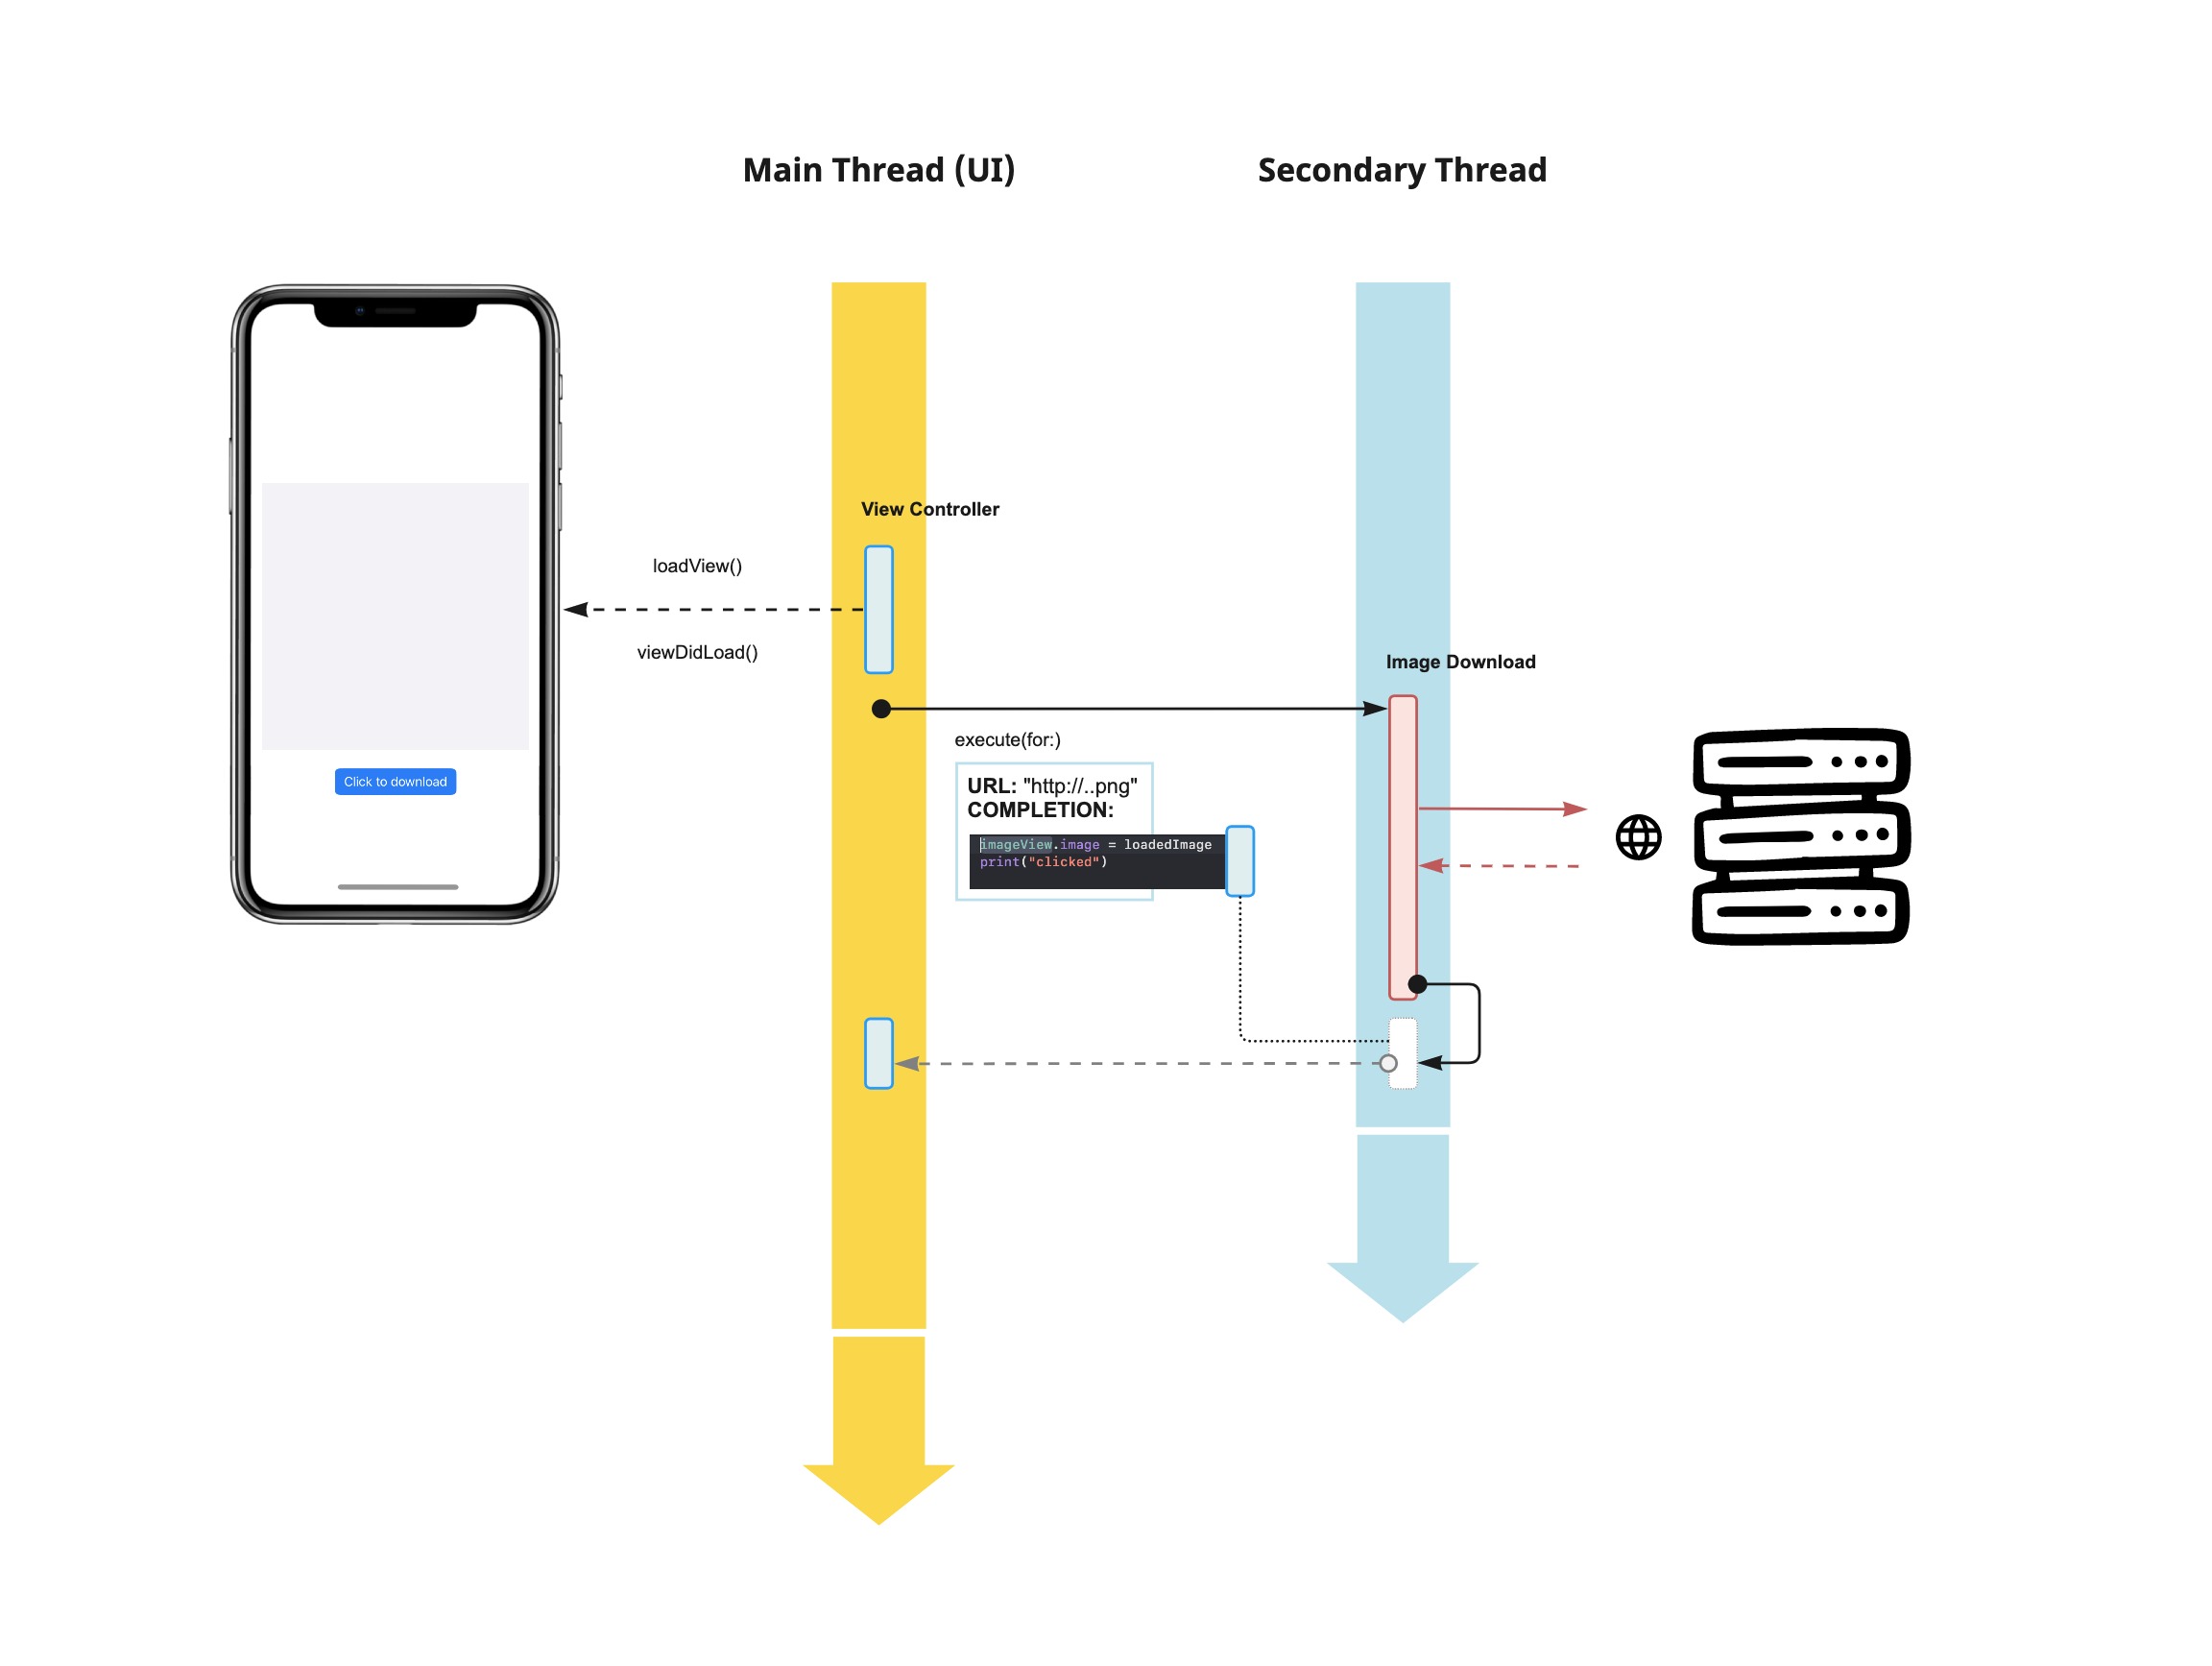 Main Thread (UI)
Secondary Thread
View Controller
loadView()
viewDidLoad()
Image Download
execute(for:)
URL: "http://..png"
COMPLETION:
imageView.image = loadedImage
print("clicked")
Click to download